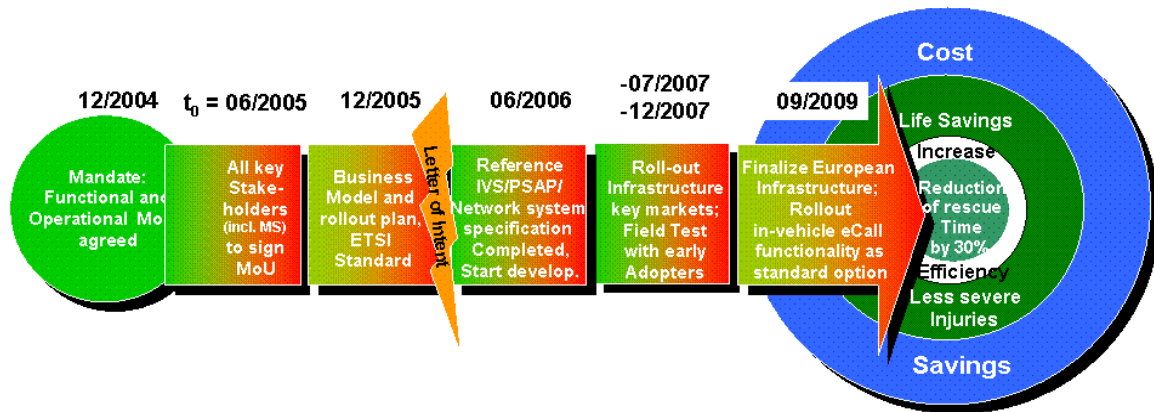 12/2004
Mandate:
Functional and
Operational Mo
agreed
t0 = 06/2005
All key
Stake-
holders
(incl. MS)
to sign
MoU
12/2005
Business
Model and
rollout plan,
ETSI
Standard
Letter of Intent
06/2006
Reference
IVS/PSAP/
Network system
specification
Completed,
Start develop.
-07/2007
-12/2007
Roll-out
Infrastructure
key markets;
Field Test
with early
Adopters
09/2009
Finalize European
Infrastructure;
Rollout
in-vehicle eCall
functionality as
standard option
Cost
Life Savings
Increase
Reduction
of rescue
Time
by 30%
Efficiency
Less severe
Injuries
Savings